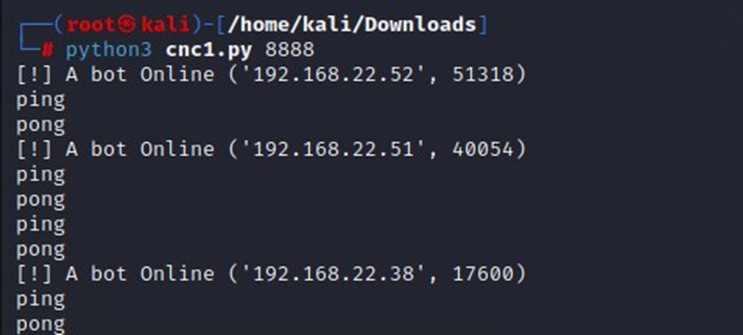 ┌──(root㉿kali)-[/home/kali/Downloads]
└─# python3 cnc1.py 8888
[!] A bot Online ('192.168.22.52', 51318)
ping
pong
[!] A bot Online ('192.168.22.51', 40054)
ping
pong
ping
pong
[!] A bot Online ('192.168.22.38', 17600)
ping
pong